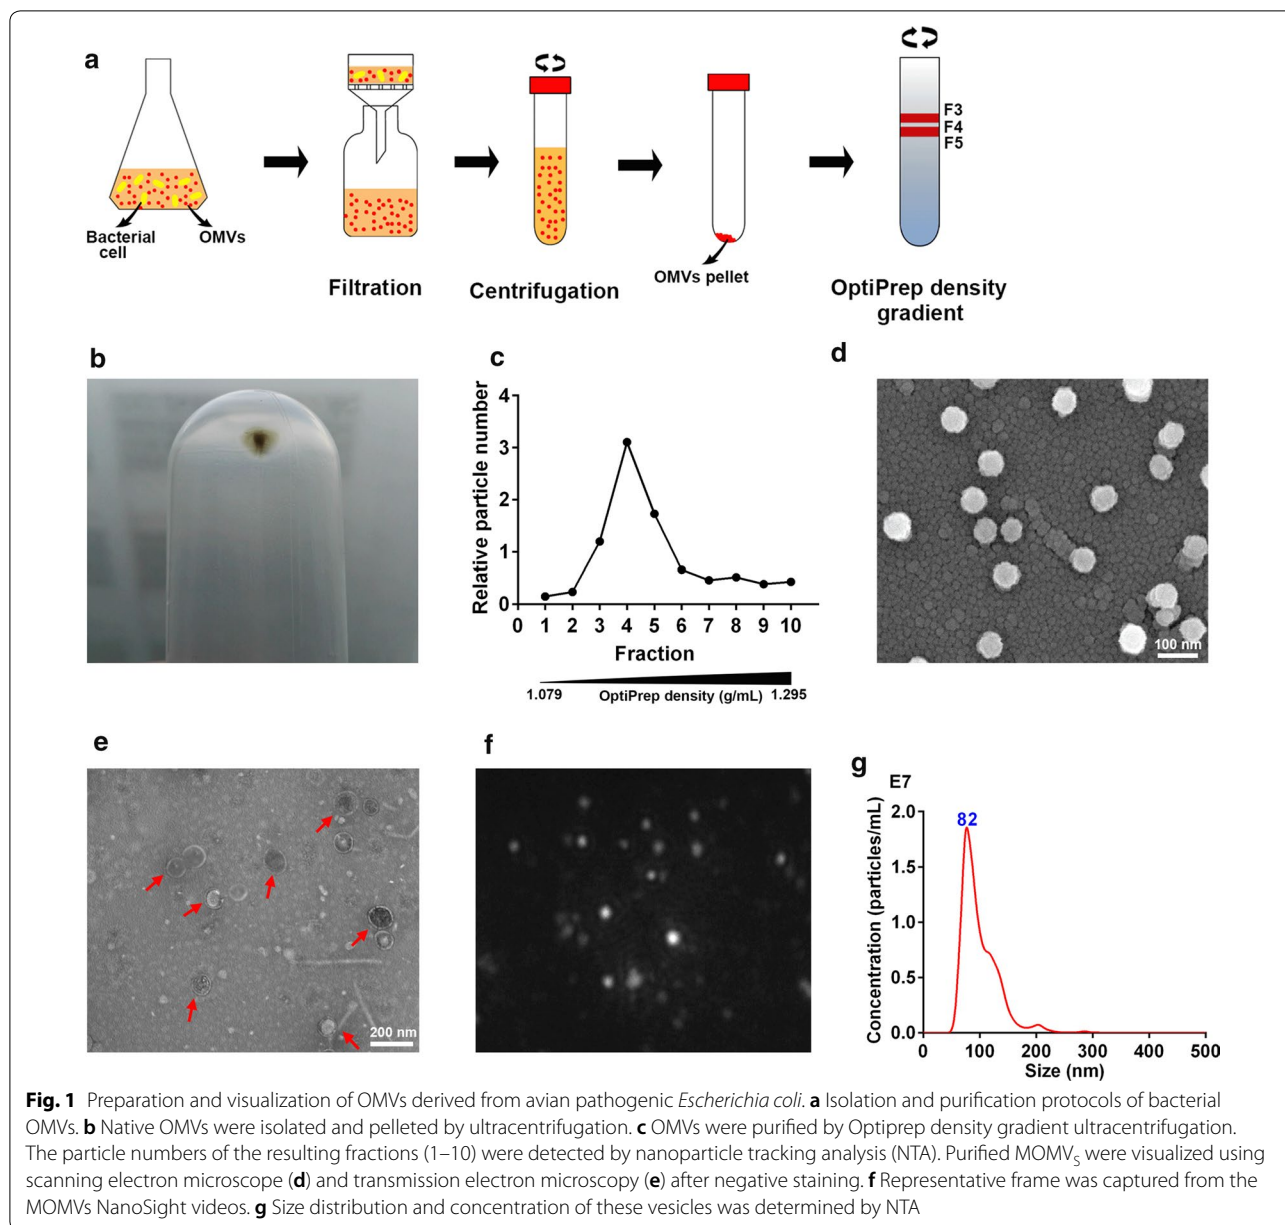 a
F3
F4
F5
Bacterial
cell
OMVs
OMVs pellet
Filtration
Centrifugation
OptiPrep density
gradient
b
c
Relative particle number
4
3
2
1
0
0 1 2 3 4 5 6 7 8 9 10
Fraction
1.079 OptiPrep density (g/mL) 1.295
d
100 nm
e
200 nm
f
g
E7
Concentration (particles/mL)
2.0
1.5
1.0
0.5
0.0
82
0 100 200 300 400 500
Size (nm)
Fig. 1 Preparation and visualization of OMVs derived from avian pathogenic Escherichia coli. a Isolation and purification protocols of bacterial
OMVs. b Native OMVs were isolated and pelleted by ultracentrifugation. c OMVs were purified by Optiprep density gradient ultracentrifugation.
The particle numbers of the resulting fractions (1–10) were detected by nanoparticle tracking analysis (NTA). Purified MOMVS were visualized using
scanning electron microscope (d) and transmission electron microscopy (e) after negative staining. f Representative frame was captured from the
MOMVs NanoSight videos. g Size distribution and concentration of these vesicles was determined by NTA